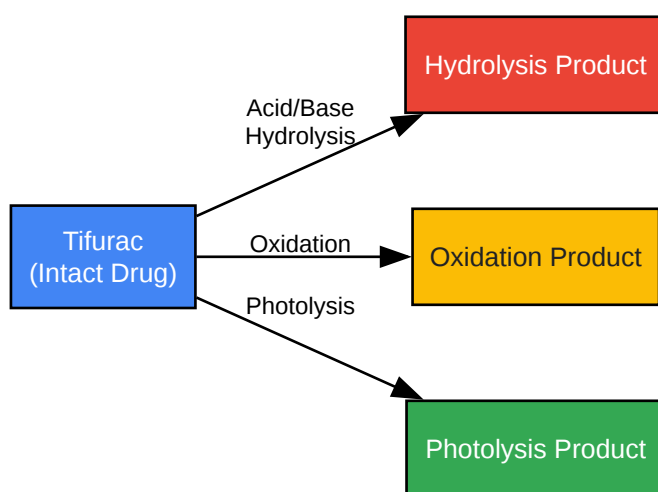 Hydrolysis Product
Acid/Base
Hydrolysis
Tifurac
(Intact Drug)
Oxidation
Oxidation Product
Photolysis
Photolysis Product